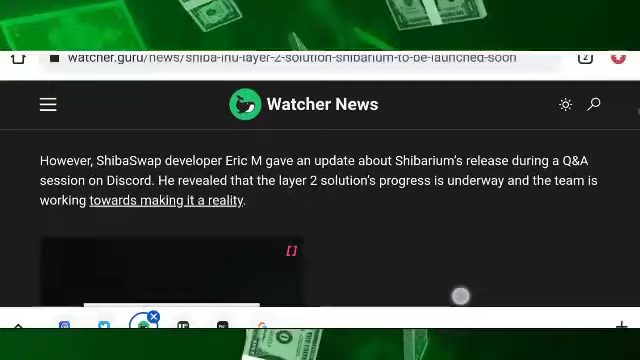 watcher.guru/news/shiba-inu-layer-2-solution-shibarium-to-be-launched-soon
2
Watcher News
However, ShibaSwap developer Eric M gave an update about Shibarium's release during a Q&A
session on Discord. He revealed that the layer 2 solution's progress is underway and the team is
working towards making it a reality.
[]